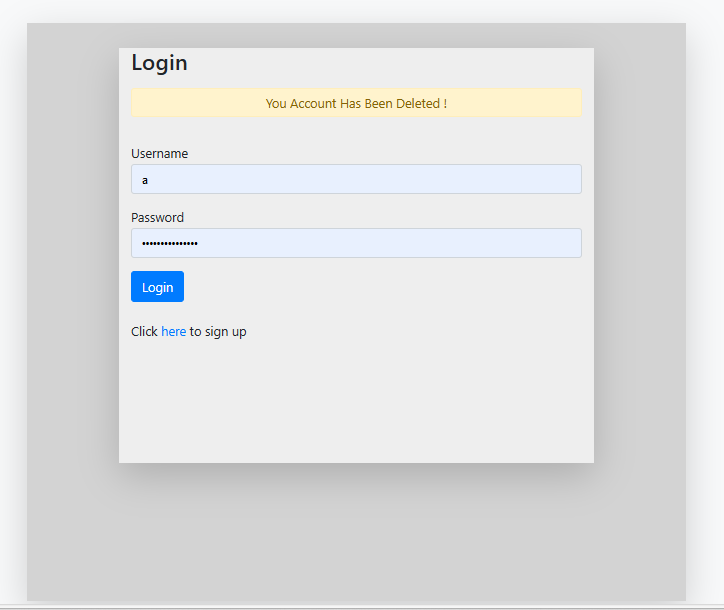 Login
You Account Has Been Deleted !
Username
a
Password
•••••••••••••••
Login
Click here to sign up